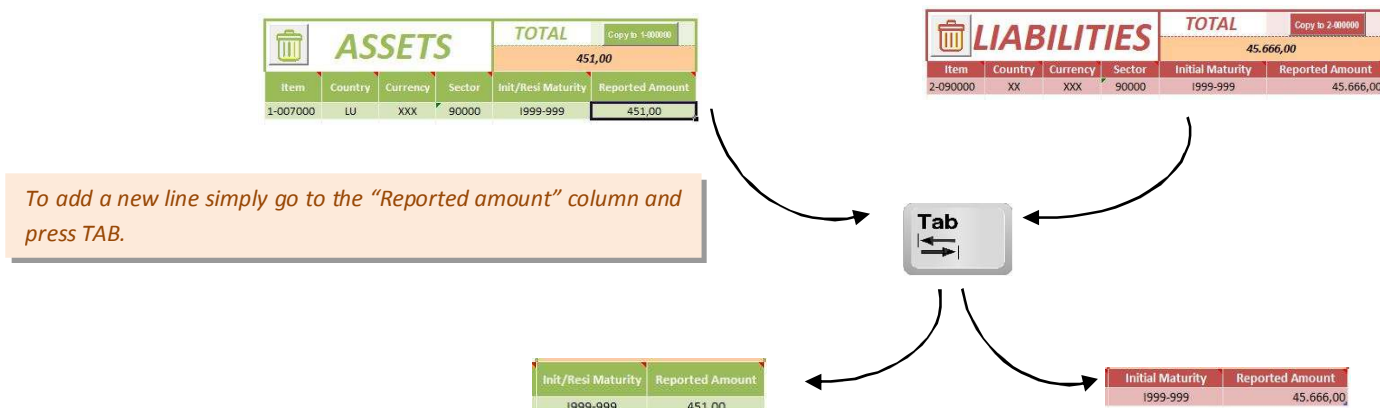 ASSETS
TOTAL
Copy to 1-000000
451,00
Item Country Currency Sector Init/Resi Maturity Reported Amount
1-007000 LU XXX 90000 I999-999 451,00
LIABILITIES
TOTAL
Copy to 2-000000
45.666,00
Item Country Currency Sector Initial Maturity Reported Amount
2-090000 XX XXX 90000 I999-999 45.666,00
To add a new line simply go to the “Reported amount” column and
press TAB.
Tab
Init/Resi Maturity Reported Amount
I999-999 451,00
Initial Maturity Reported Amount
I999-999 45.666,00